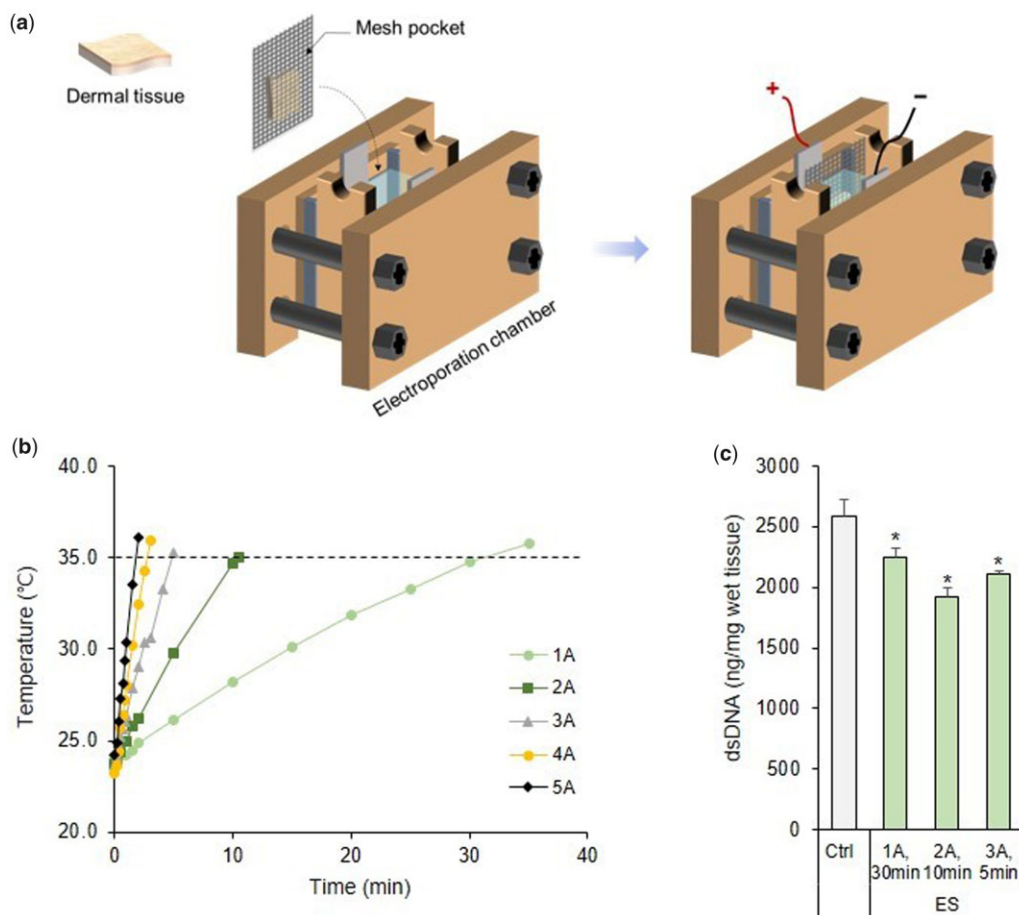 (a)
Dermal tissue
Mesh pocket
+
−
Electroporation chamber
(b)
40.0
35.0
30.0
25.0
20.0
Temperature (℃)
0
10
20
30
40
Time (min)
1A
2A
3A
4A
5A
(c)
3000
2500
2000
1500
1000
500
0
dsDNA (ng/mg wet tissue)
*
*
*
Ctrl
1A, 2A, 3A,
30min 10min 5min
ES